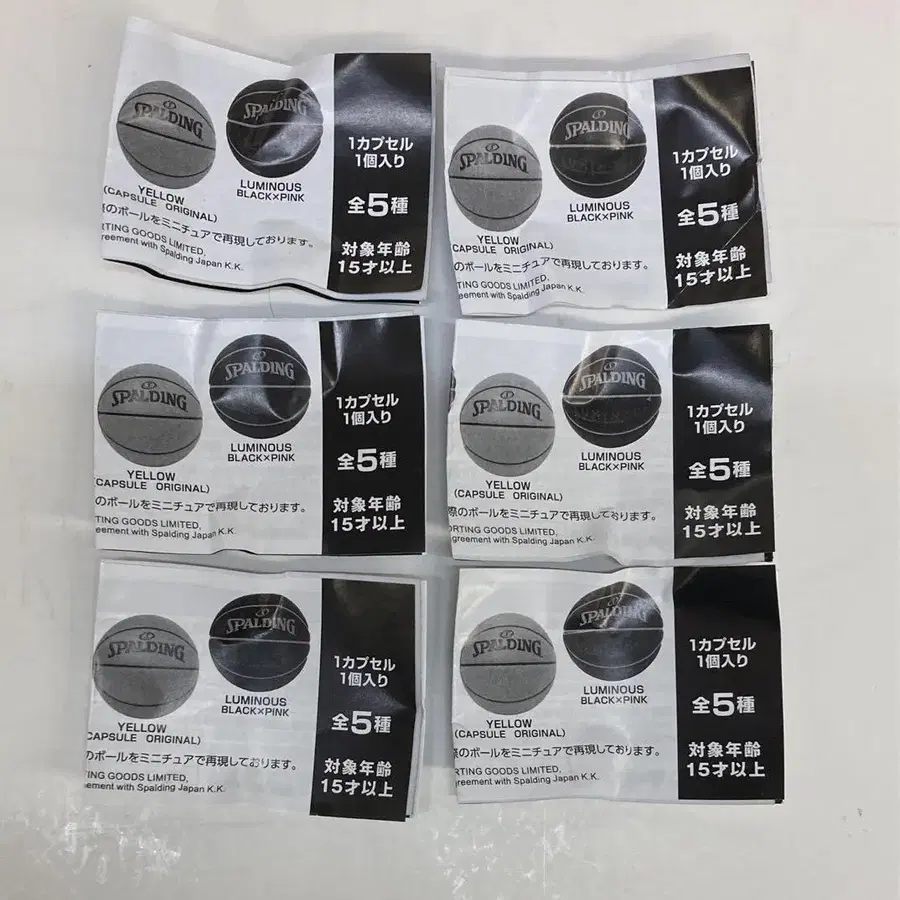 SPALDING
SPALDING
YELLOW
(CAPSULE ORIGINAL)
LUMINOUS
BLACK×PINK
際のボールをミニチュアで再現しております。
RTING GOODS LIMITED,
reement with Spalding Japan K.K.
1カプセル
1個入り
全5種
対象年齢
15才以上
SPALDING
SPALDING
YELLOW
CAPSULE ORIGINAL)
LUMINOUS
BLACK×PINK
のボールをミニチュアで再現しております。
TING GOODS LIMITED,
eement with Spalding Japan K.K.
1カプセル
1個入り
全5種
対象年齢
15才以上
SPALDING
SPALDING
YELLOW
(CAPSULE ORIGINAL)
LUMINOUS
BLACK×PINK
のボールをミニチュアで再現しております。
RTING GOODS LIMITED,
eement with Spalding Japan K.K.
1カプセル
1個入り
全5種
対象年齢
15才以上
SPALDING
SPALDING
YELLOW
(CAPSULE ORIGINAL)
LUMINOUS
BLACK×PINK
際のボールをミニチュアで再現しております。
ORTING GOODS LIMITED,
greement with Spalding Japan K.K.
1カプセル
1個入り
全5種
対象年齢
15才以上
SPALDING
SPALDING
YELLOW
(CAPSULE ORIGINAL)
LUMINOUS
BLACK×PINK
のボールをミニチュアで再現しております。
RTING GOODS LIMITED,
reement with Spalding Japan K.K.
1カプセル
1個入り
全5種
対象年齢
15才以上
SPALDING
SPALDING
YELLOW
(CAPSULE ORIGINAL)
LUMINOUS
BLACK×PINK
際のボールをミニチュアで再現しております。
RTING GOODS LIMITED,
greement with Spalding Japan K.K.
1カプセル
1個入り
全5種
対象年齢
15才以上